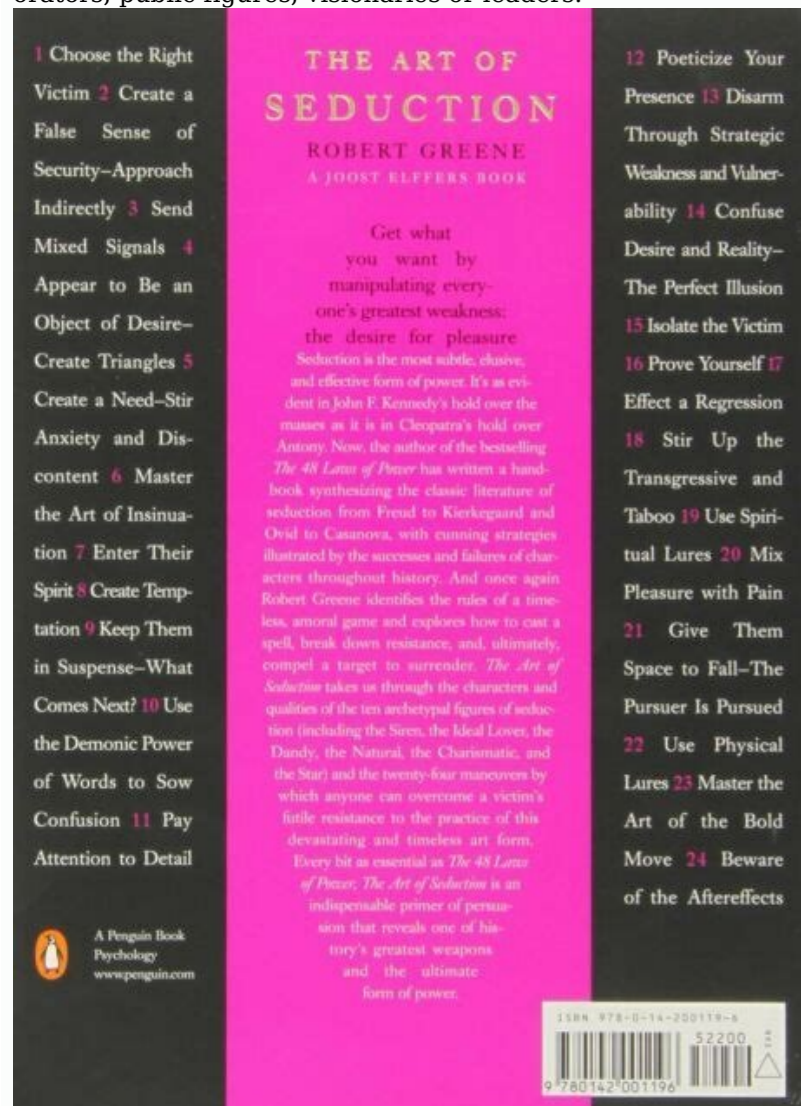 orators, public figures, visionaries or leaders.
1 Choose the Right
Victim 2 Create a
False Sense of
Security–Approach
Indirectly 3 Send
Mixed Signals 4
Appear to Be an
Object of Desire–
Create Triangles 5
Create a Need–Stir
Anxiety and Dis-
content 6 Master
the Art of Insinua-
tion 7 Enter Their
Spirit 8 Create Temp-
tation 9 Keep Them
in Suspense–What
Comes Next? 10 Use
the Demonic Power
of Words to Sow
Confusion 11 Pay
Attention to Detail
A Penguin Book
Psychology
www.penguin.com
THE ART OF
SEDUCTION
ROBERT GREENE
A JOOST ELFFERS BOOK
Get what
you want by
manipulating every-
one's greatest weakness:
the desire for pleasure
Seduction is the most subtle, elusive,
and effective form of power. It's as evi-
dent in John F. Kennedy's hold over the
masses as it is in Cleopatra's hold over
Antony. Now, the author of the bestselling
The 48 Laws of Power has written a hand-
book synthesizing the classic literature of
seduction from Freud to Kierkegaard and
Ovid to Casanova, with cunning strategies
illustrated by the successes and failures of char-
acters throughout history. And once again
Robert Greene identifies the rules of a time-
less, amoral game and explores how to cast a
spell, break down resistance, and, ultimately,
compel a target to surrender. The Art of
Seduction takes us through the characters and
qualities of the ten archetypal figures of seduc-
tion (including the Siren, the Ideal Lover, the
Dandy, the Natural, the Charismatic, and
the Star) and the twenty-four maneuvers by
which anyone can overcome a victim's
futile resistance to the practice of this
devastating and timeless art form.
Every bit as essential as The 48 Laws
of Power, The Art of Seduction is an
indispensable primer of persua-
sion that reveals one of his-
tory's greatest weapons
and the ultimate
form of power.
12 Poeticize Your
Presence 13 Disarm
Through Strategic
Weakness and Vulner-
ability 14 Confuse
Desire and Reality–
The Perfect Illusion
15 Isolate the Victim
16 Prove Yourself 17
Effect a Regression
18 Stir Up the
Transgressive and
Taboo 19 Use Spiri-
tual Lures 20 Mix
Pleasure with Pain
21 Give Them
Space to Fall–The
Pursuer Is Pursued
22 Use Physical
Lures 23 Master the
Art of the Bold
Move 24 Beware
of the Aftereffects
ISBN 978-0-14-200119-6
52200
9 780142 001196